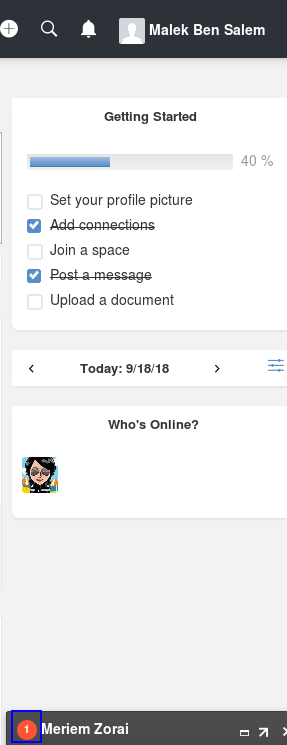 Malek Ben Salem
Getting Started
40 %
Set your profile picture
Add connections
Join a space
Post a message
Upload a document
Today: 9/18/18
Who's Online?
1 Meriem Zorai